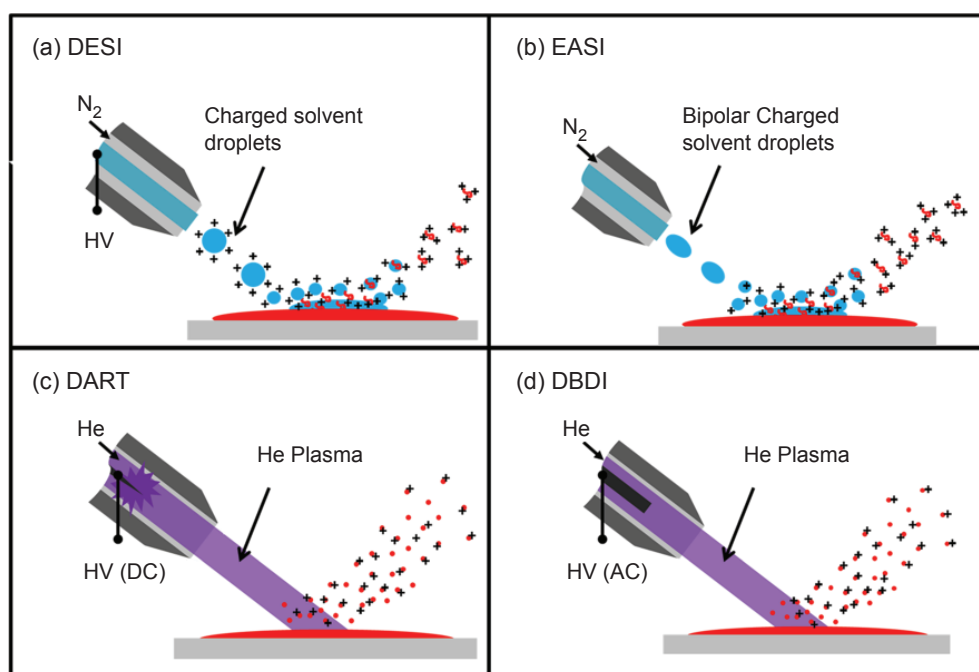 (a) DESI
N2
Charged solvent
droplets
HV
(b) EASI
N2
Bipolar Charged
solvent droplets
(c) DART
He
He Plasma
HV (DC)
(d) DBDI
He
He Plasma
HV (AC)